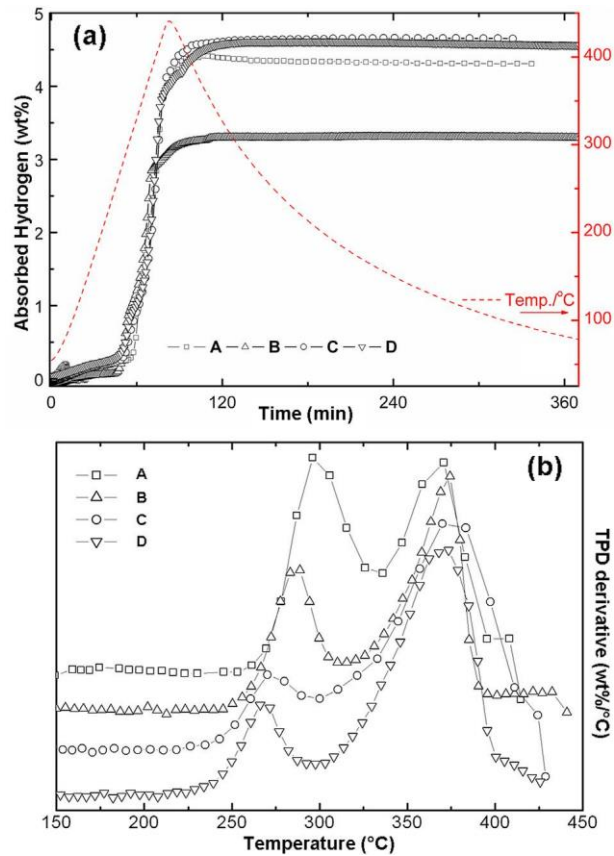 (a)
5
4
3
2
1
0
Absorbed Hydrogen (wt%)
400
300
200
100
Temp./°C
A B C D
0 120 240 360
Time (min)
(b)
A
B
C
D
TPD derivative (wt%/°C)
150 200 250 300 350 400 450
Temperature (°C)